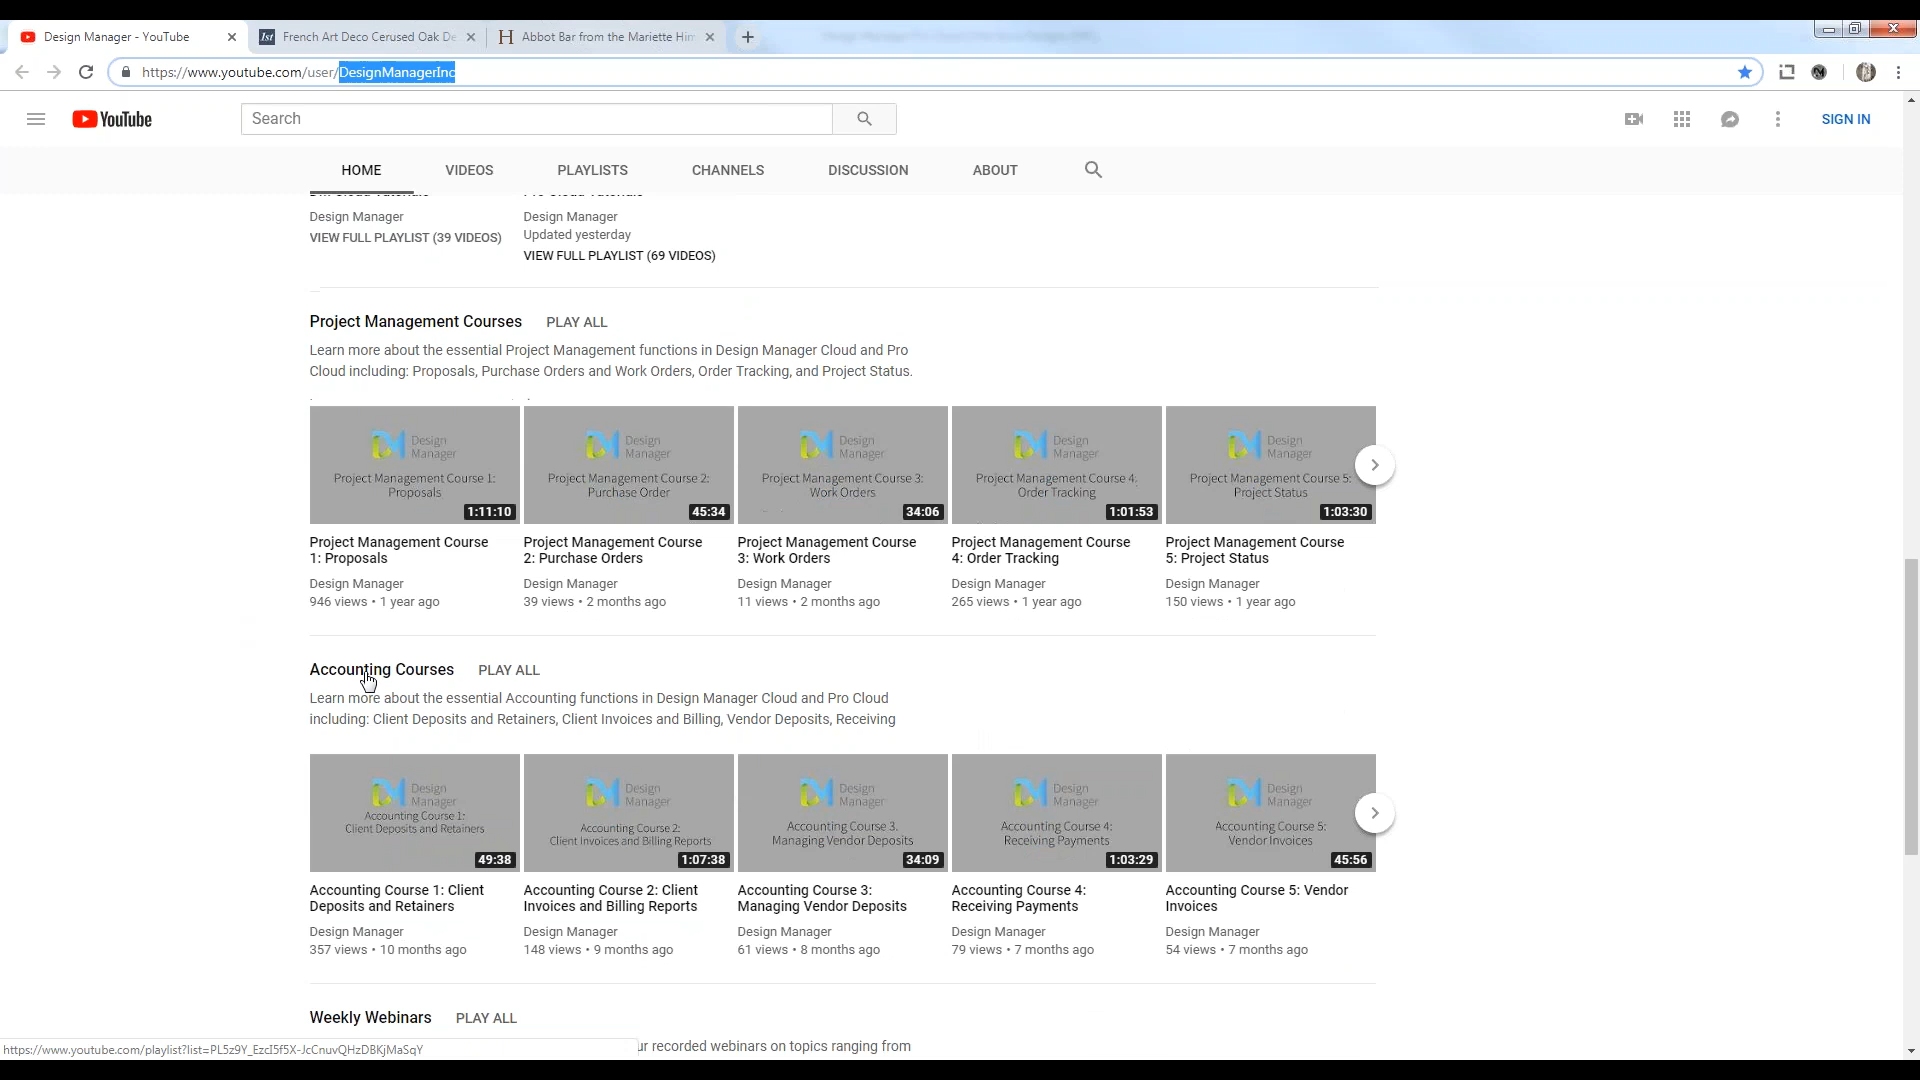 Design Manager - YouTube
French Art Deco Cerused Oak De
Abbot Bar from the Mariette Him
https://www.youtube.com/user/DesignManagerInc
YouTube
Search
SIGN IN
HOME
VIDEOS
PLAYLISTS
CHANNELS
DISCUSSION
ABOUT
Design Manager
VIEW FULL PLAYLIST (39 VIDEOS)
Design Manager
Updated yesterday
VIEW FULL PLAYLIST (69 VIDEOS)
Project Management Courses PLAY ALL
Learn more about the essential Project Management functions in Design Manager Cloud and Pro
Cloud including: Proposals, Purchase Orders and Work Orders, Order Tracking, and Project Status.
Design
Manager
Project Management Course 1:
Proposals
1:11:10
Design
Manager
Project Management Course 2:
Purchase Order
45:34
Design
Manager
Project Management Course 3:
Work Orders
34:06
Design
Manager
Project Management Course 4:
Order Tracking
1:01:53
Design
Manager
Project Management Course 5:
Project Status
1:03:30
Project Management Course
1: Proposals
Design Manager
946 views • 1 year ago
Project Management Course
2: Purchase Orders
Design Manager
39 views • 2 months ago
Project Management Course
3: Work Orders
Design Manager
11 views • 2 months ago
Project Management Course
4: Order Tracking
Design Manager
265 views • 1 year ago
Project Management Course
5: Project Status
Design Manager
150 views • 1 year ago
Accounting Courses PLAY ALL
Learn more about the essential Accounting functions in Design Manager Cloud and Pro Cloud
including: Client Deposits and Retainers, Client Invoices and Billing, Vendor Deposits, Receiving
Design
Manager
Accounting Course 1:
Client Deposits and Retainers
49:38
Design
Manager
Accounting Course 2:
Client Invoices and Billing Reports
1:07:38
Design
Manager
Accounting Course 3.
Managing Vendor Deposits
34:09
Design
Manager
Accounting Course 4:
Receiving Payments
1:03:29
Design
Manager
Accounting Course 5:
Vendor Invoices
45:56
Accounting Course 1: Client
Deposits and Retainers
Design Manager
357 views • 10 months ago
Accounting Course 2: Client
Invoices and Billing Reports
Design Manager
148 views • 9 months ago
Accounting Course 3:
Managing Vendor Deposits
Design Manager
61 views • 8 months ago
Accounting Course 4:
Receiving Payments
Design Manager
79 views • 7 months ago
Accounting Course 5: Vendor
Invoices
Design Manager
54 views • 7 months ago
Weekly Webinars PLAY ALL
ur recorded webinars on topics ranging from
https://www.youtube.com/playlist?list=PL5z9Y_EzcI5f5X-JcCnuvQHzDBKjMaSqY